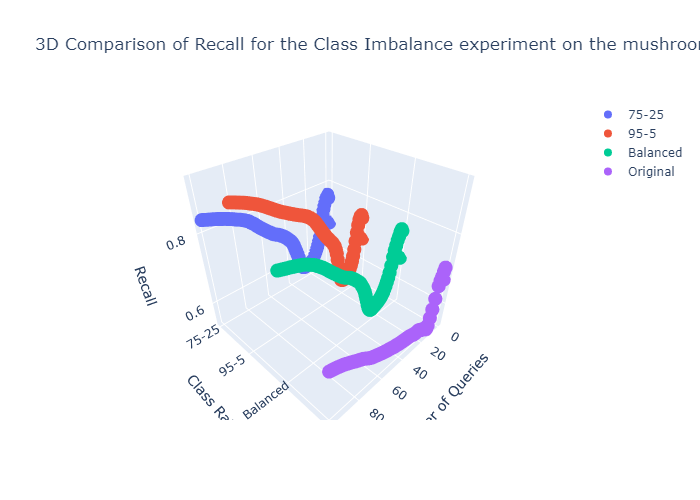 3D Comparison of Recall for the Class Imbalance experiment on the
75-25
95-5
Balanced
Original
0.8
0.6
Recall
75-25
95-5
Balanced
Class
0
20
40
60
80
of Queries